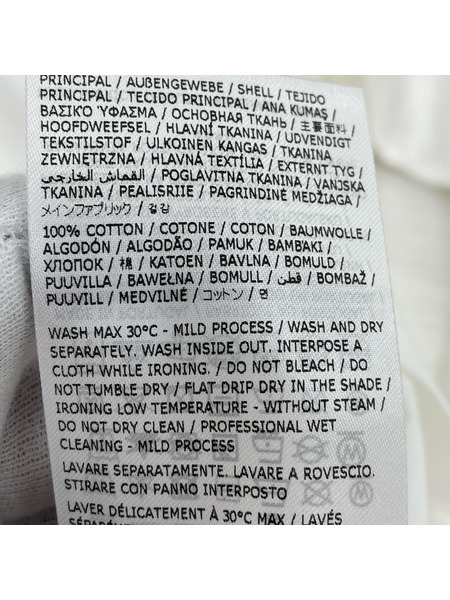 PRINCIPAL / AUßENGEWEBE / SHELL / TEJIDO
PRINCIPAL / TECIDO PRINCIPAL / ANA KUMAŞ /
ΒΑΣΙΚΌ ΎΦΑΣΜΑ / ОСНОВНАЯ ТКАНЬ / 主要面料 /
HOOFDWEEFSEL / HLAVNÍ TKANINA / UDVENDIGT
TEKSTILSTOF / ULKOINEN KANGAS / TKANINA
ZEWNĘTRZNA / HLAVNÁ TEXTÍLIA / EXTERNT TYG /
القماش الخارجي / POGLAVITNA TKANINA / VANJSKA
TKANINA / PEALISRIIE / PAGRINDINĖ MEDŽIAGA /
メインファブリック / 겉감
100% COTTON / COTONE / COTON / BAUMWOLLE /
ALGODÓN / ALGODÃO / PAMUK / ΒΑΜΒΆΚΙ /
ХЛОПОК / 棉 / KATOEN / BAVLNA / BOMULD /
PUUVILLA / BAWEŁNA / BOMULL / قطن / BOMBAŽ /
PUUVILL / MEDVILNĖ / コットン / 면
WASH MAX 30°C - MILD PROCESS / WASH AND DRY
SEPARATELY. WASH INSIDE OUT. INTERPOSE A
CLOTH WHILE IRONING. / DO NOT BLEACH / DO
NOT TUMBLE DRY / FLAT DRIP DRY IN THE SHADE /
IRONING LOW TEMPERATURE - WITHOUT STEAM /
DO NOT DRY CLEAN / PROFESSIONAL WET
CLEANING - MILD PROCESS
LAVARE SEPARATAMENTE. LAVARE A ROVESCIO.
STIRARE CON PANNO INTERPOSTO
LAVER DÉLICATEMENT À 30°C MAX / LAVÉS